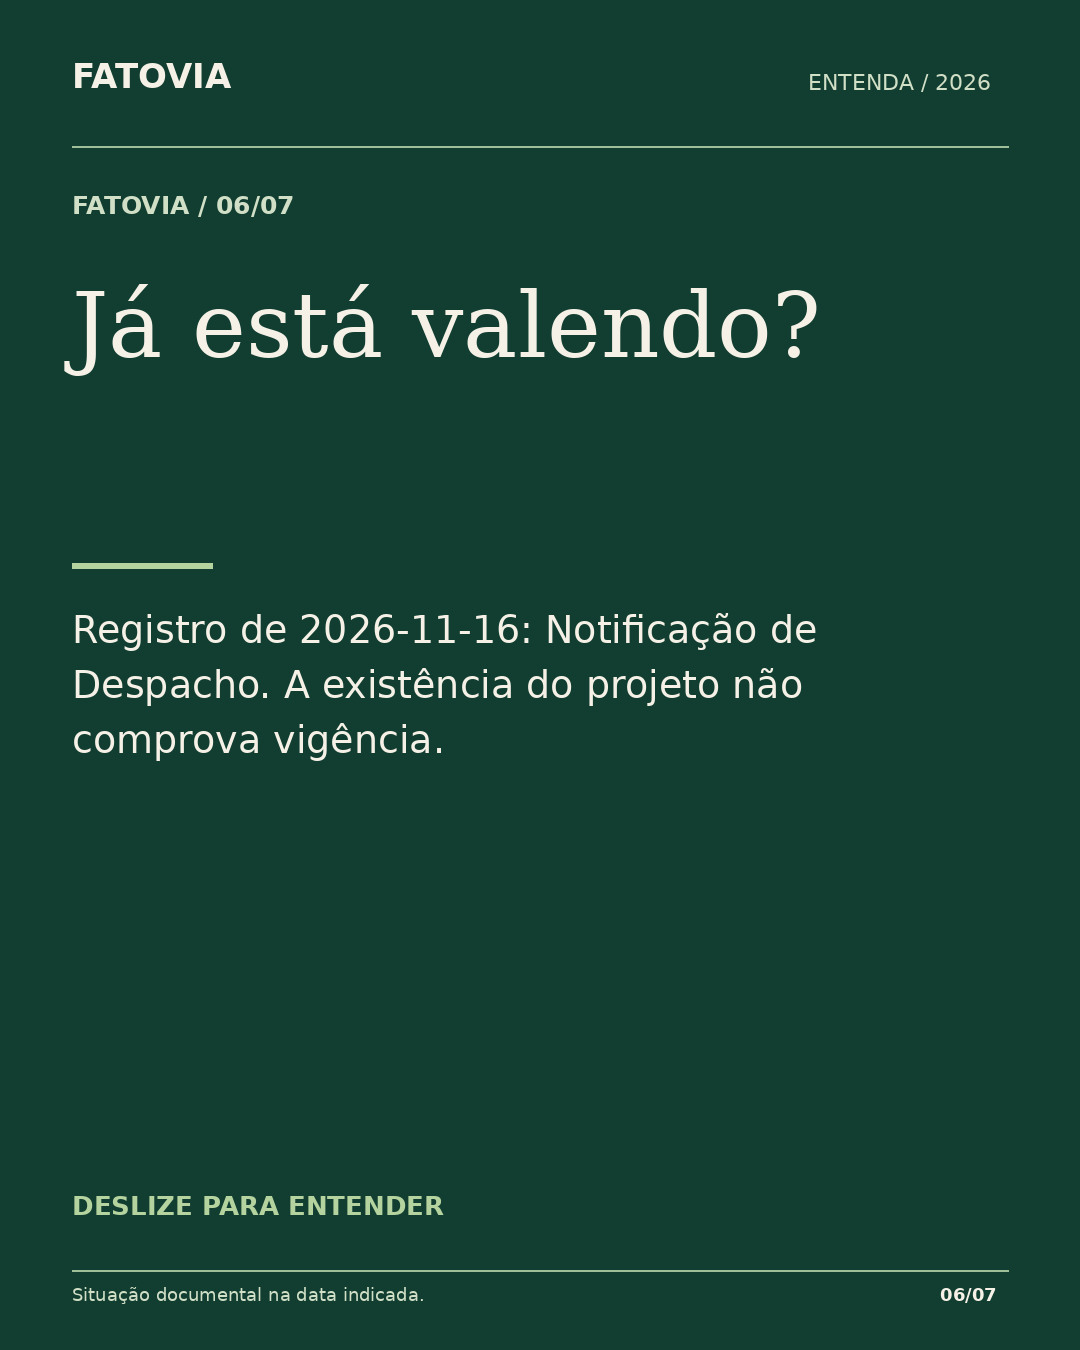 FATOVIA
ENTENDA / 2026
FATOVIA / 06/07
Já está valendo?
Registro de 2026-11-16: Notificação de
Despacho. A existência do projeto não
comprova vigência.
DESLIZE PARA ENTENDER
Situação documental na data indicada.
06/07